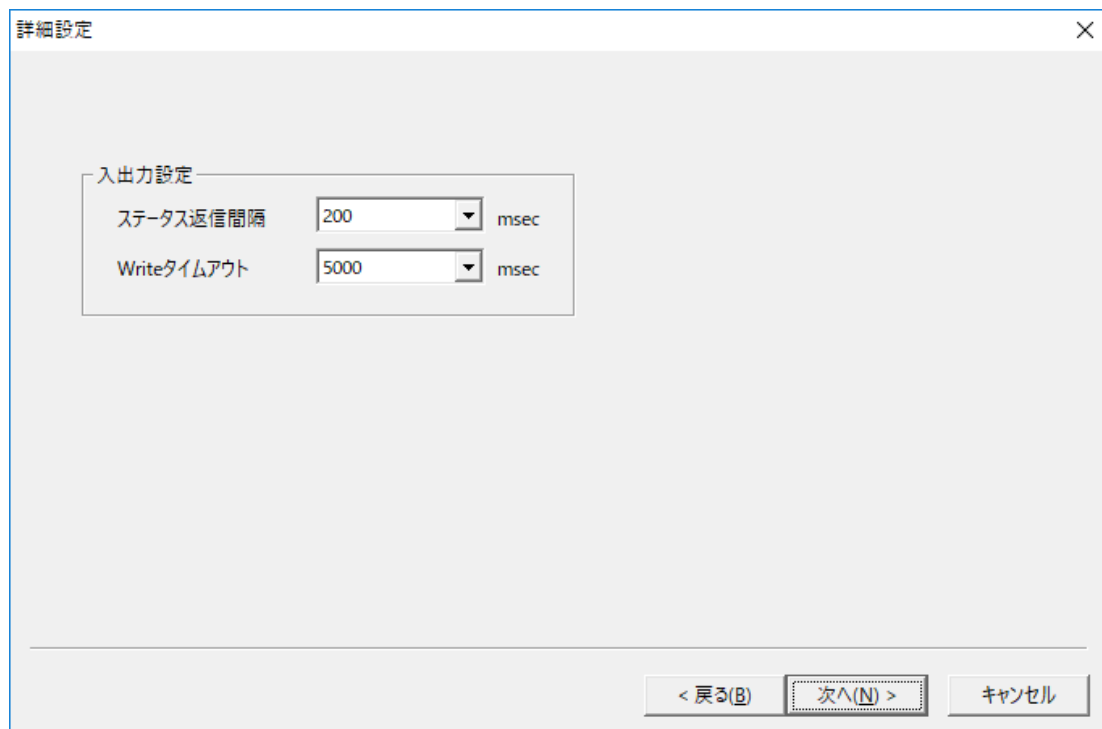 詳細設定
入出力設定
ステータス返信間隔 200 msec
Writeタイムアウト 5000 msec
< 戻る(B) 次へ(N) > キャンセル